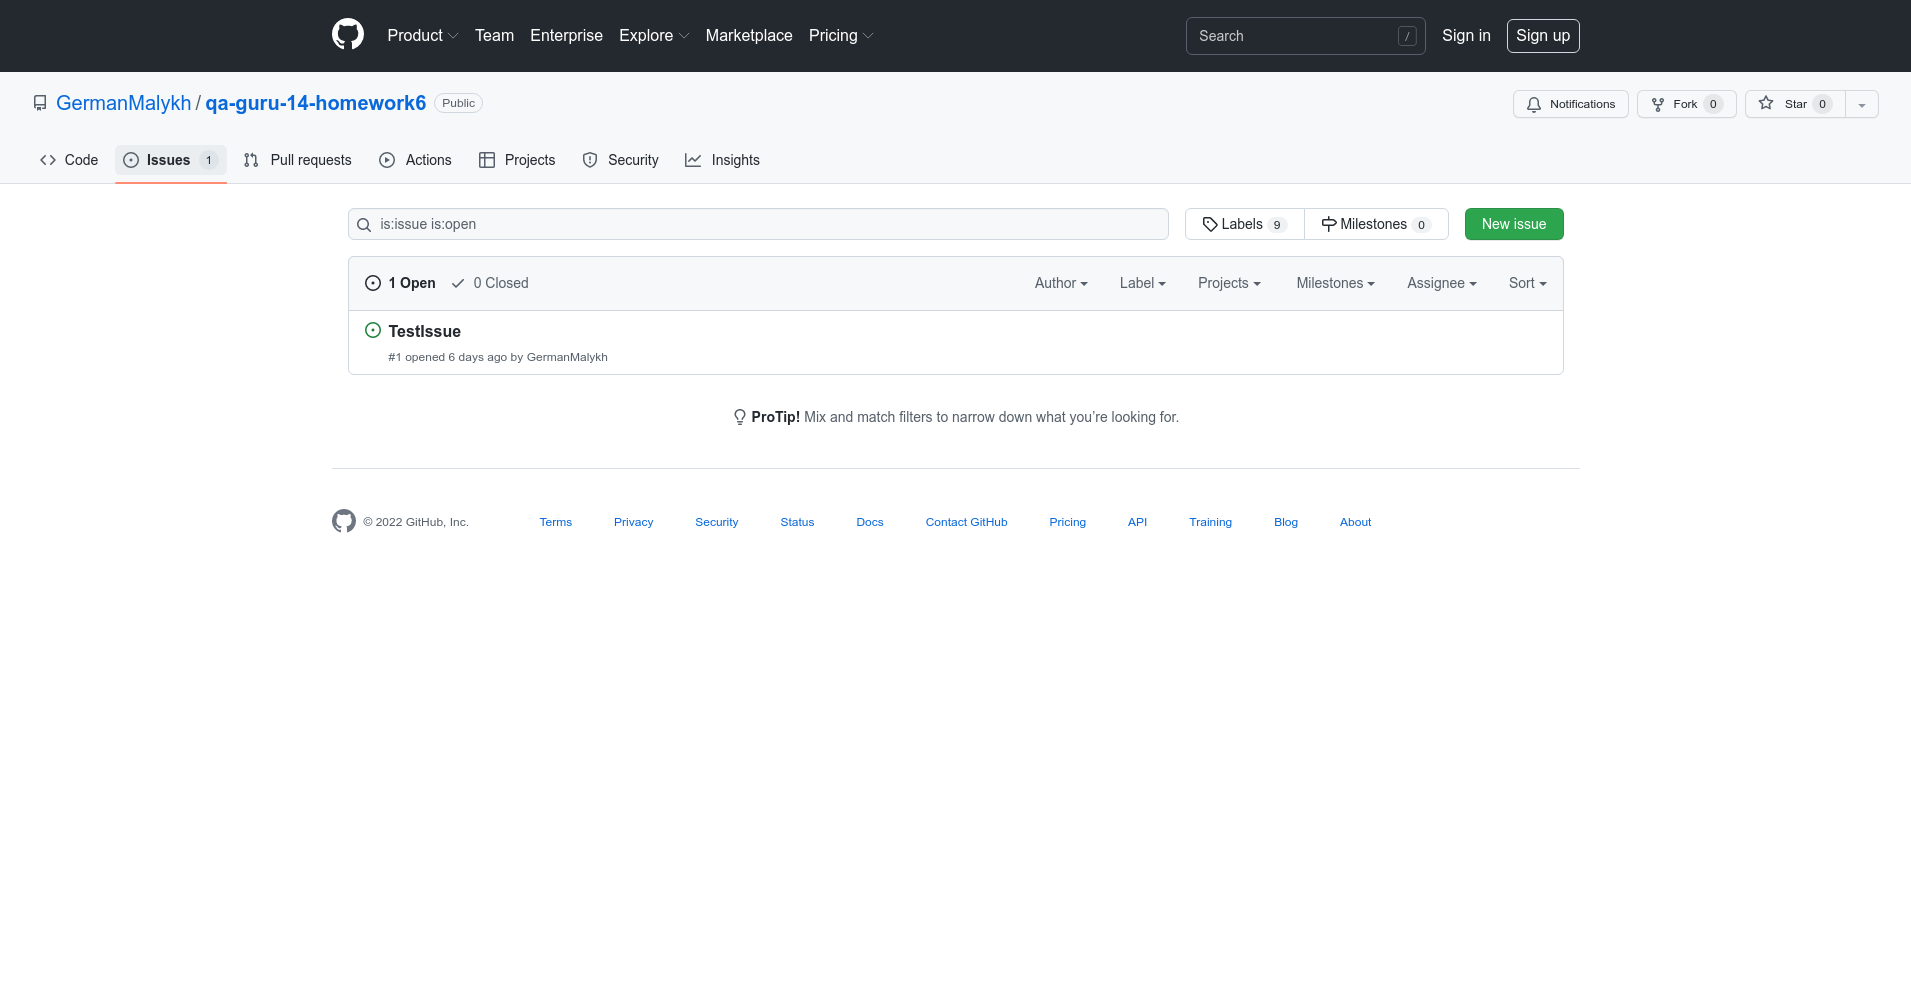 Product Team Enterprise Explore Marketplace Pricing Search / Sign in Sign up
GermanMalykh / qa-guru-14-homework6 Public Notifications Fork 0 Star 0
Code Issues 1 Pull requests Actions Projects Security Insights
is:issue is:open Labels 9 Milestones 0 New issue
1 Open 0 Closed Author Label Projects Milestones Assignee Sort
TestIssue
#1 opened 6 days ago by GermanMalykh
ProTip! Mix and match filters to narrow down what you’re looking for.
© 2022 GitHub, Inc. Terms Privacy Security Status Docs Contact GitHub Pricing API Training Blog About